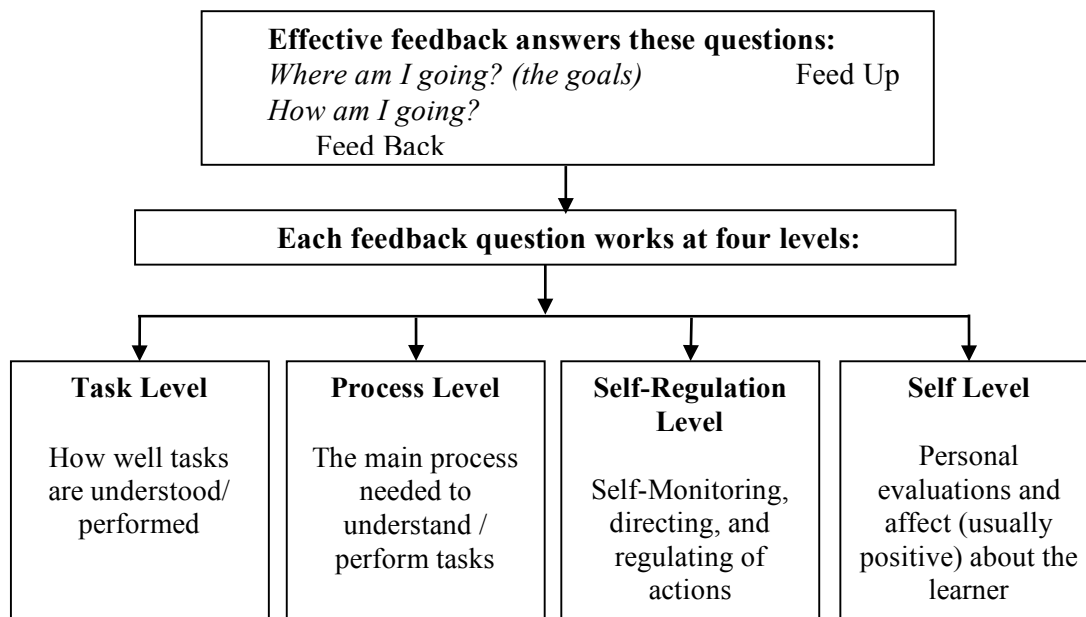 Effective feedback answers these questions:
Where am I going? (the goals) Feed Up
How am I going?
Feed Back
Each feedback question works at four levels:
Task Level
How well tasks
are understood/
performed
Process Level
The main process
needed to
understand /
perform tasks
Self-Regulation
Level
Self-Monitoring,
directing, and
regulating of
actions
Self Level
Personal
evaluations and
affect (usually
positive) about the
learner